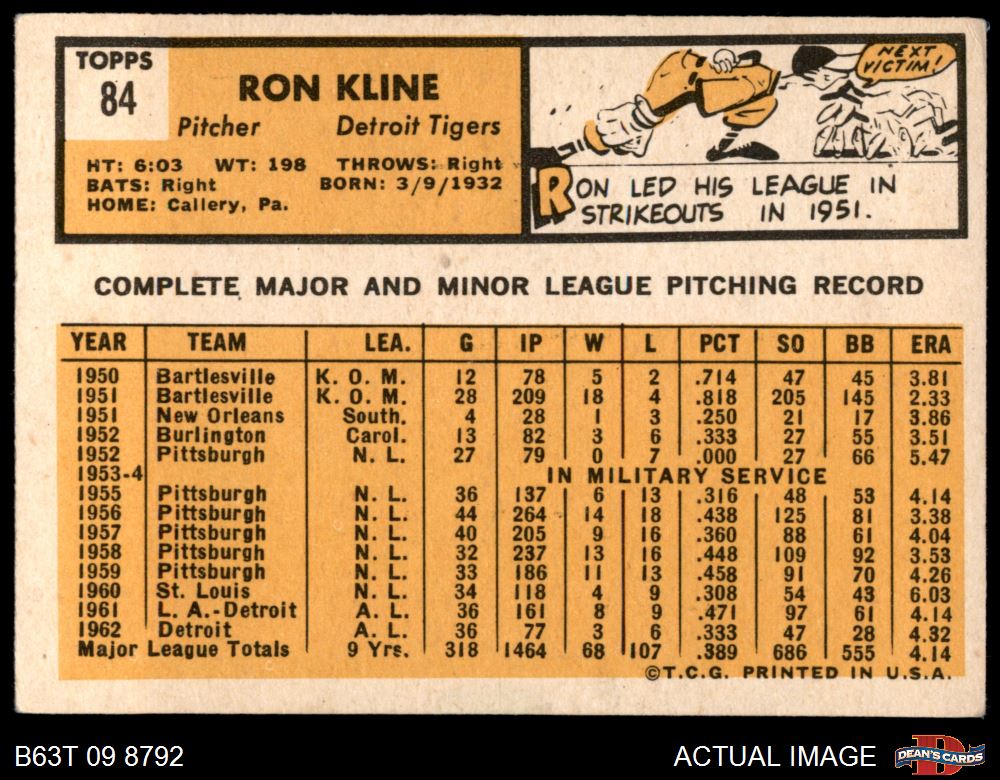 TOPPS
84
RON KLINE
Pitcher Detroit Tigers
HT: 6:03 WT: 198 THROWS: Right
BATS: Right BORN: 3/9/1932
HOME: Callery, Pa.
NEXT
VICTIM!
RON LED HIS LEAGUE IN
STRIKEOUTS IN 1951.
COMPLETE MAJOR AND MINOR LEAGUE PITCHING RECORD
YEAR TEAM LEA. G IP W L PCT SO BB ERA
1950 Bartlesville K. O. M. 12 78 5 2 .714 47 45 3.81
1951 Bartlesville K. O. M. 28 209 18 4 .818 205 145 2.33
1951 New Orleans South. 4 28 1 3 .250 21 17 3.86
1952 Burlington Carol. 13 82 3 6 .333 27 55 3.51
1952 Pittsburgh N. L. 27 79 0 7 .000 27 66 5.47
1953-4 IN MILITARY SERVICE
1955 Pittsburgh N. L. 36 137 6 13 .316 48 53 4.14
1956 Pittsburgh N. L. 44 264 14 18 .438 125 81 3.38
1957 Pittsburgh N. L. 40 205 9 16 .360 88 61 4.04
1958 Pittsburgh N. L. 32 237 13 16 .448 109 92 3.53
1959 Pittsburgh N. L. 33 186 11 13 .458 91 70 4.26
1960 St. Louis N. L. 34 118 4 9 .308 54 43 6.03
1961 L. A.-Detroit A. L. 36 161 8 9 .471 97 61 4.14
1962 Detroit A. L. 36 77 3 6 .333 47 28 4.32
Major League Totals 9 Yrs. 318 1464 68 107 .389 686 555 4.14
©T.C.G. PRINTED IN U.S.A.
B63T 09 8792 ACTUAL IMAGE
D
DEAN'S CARDS